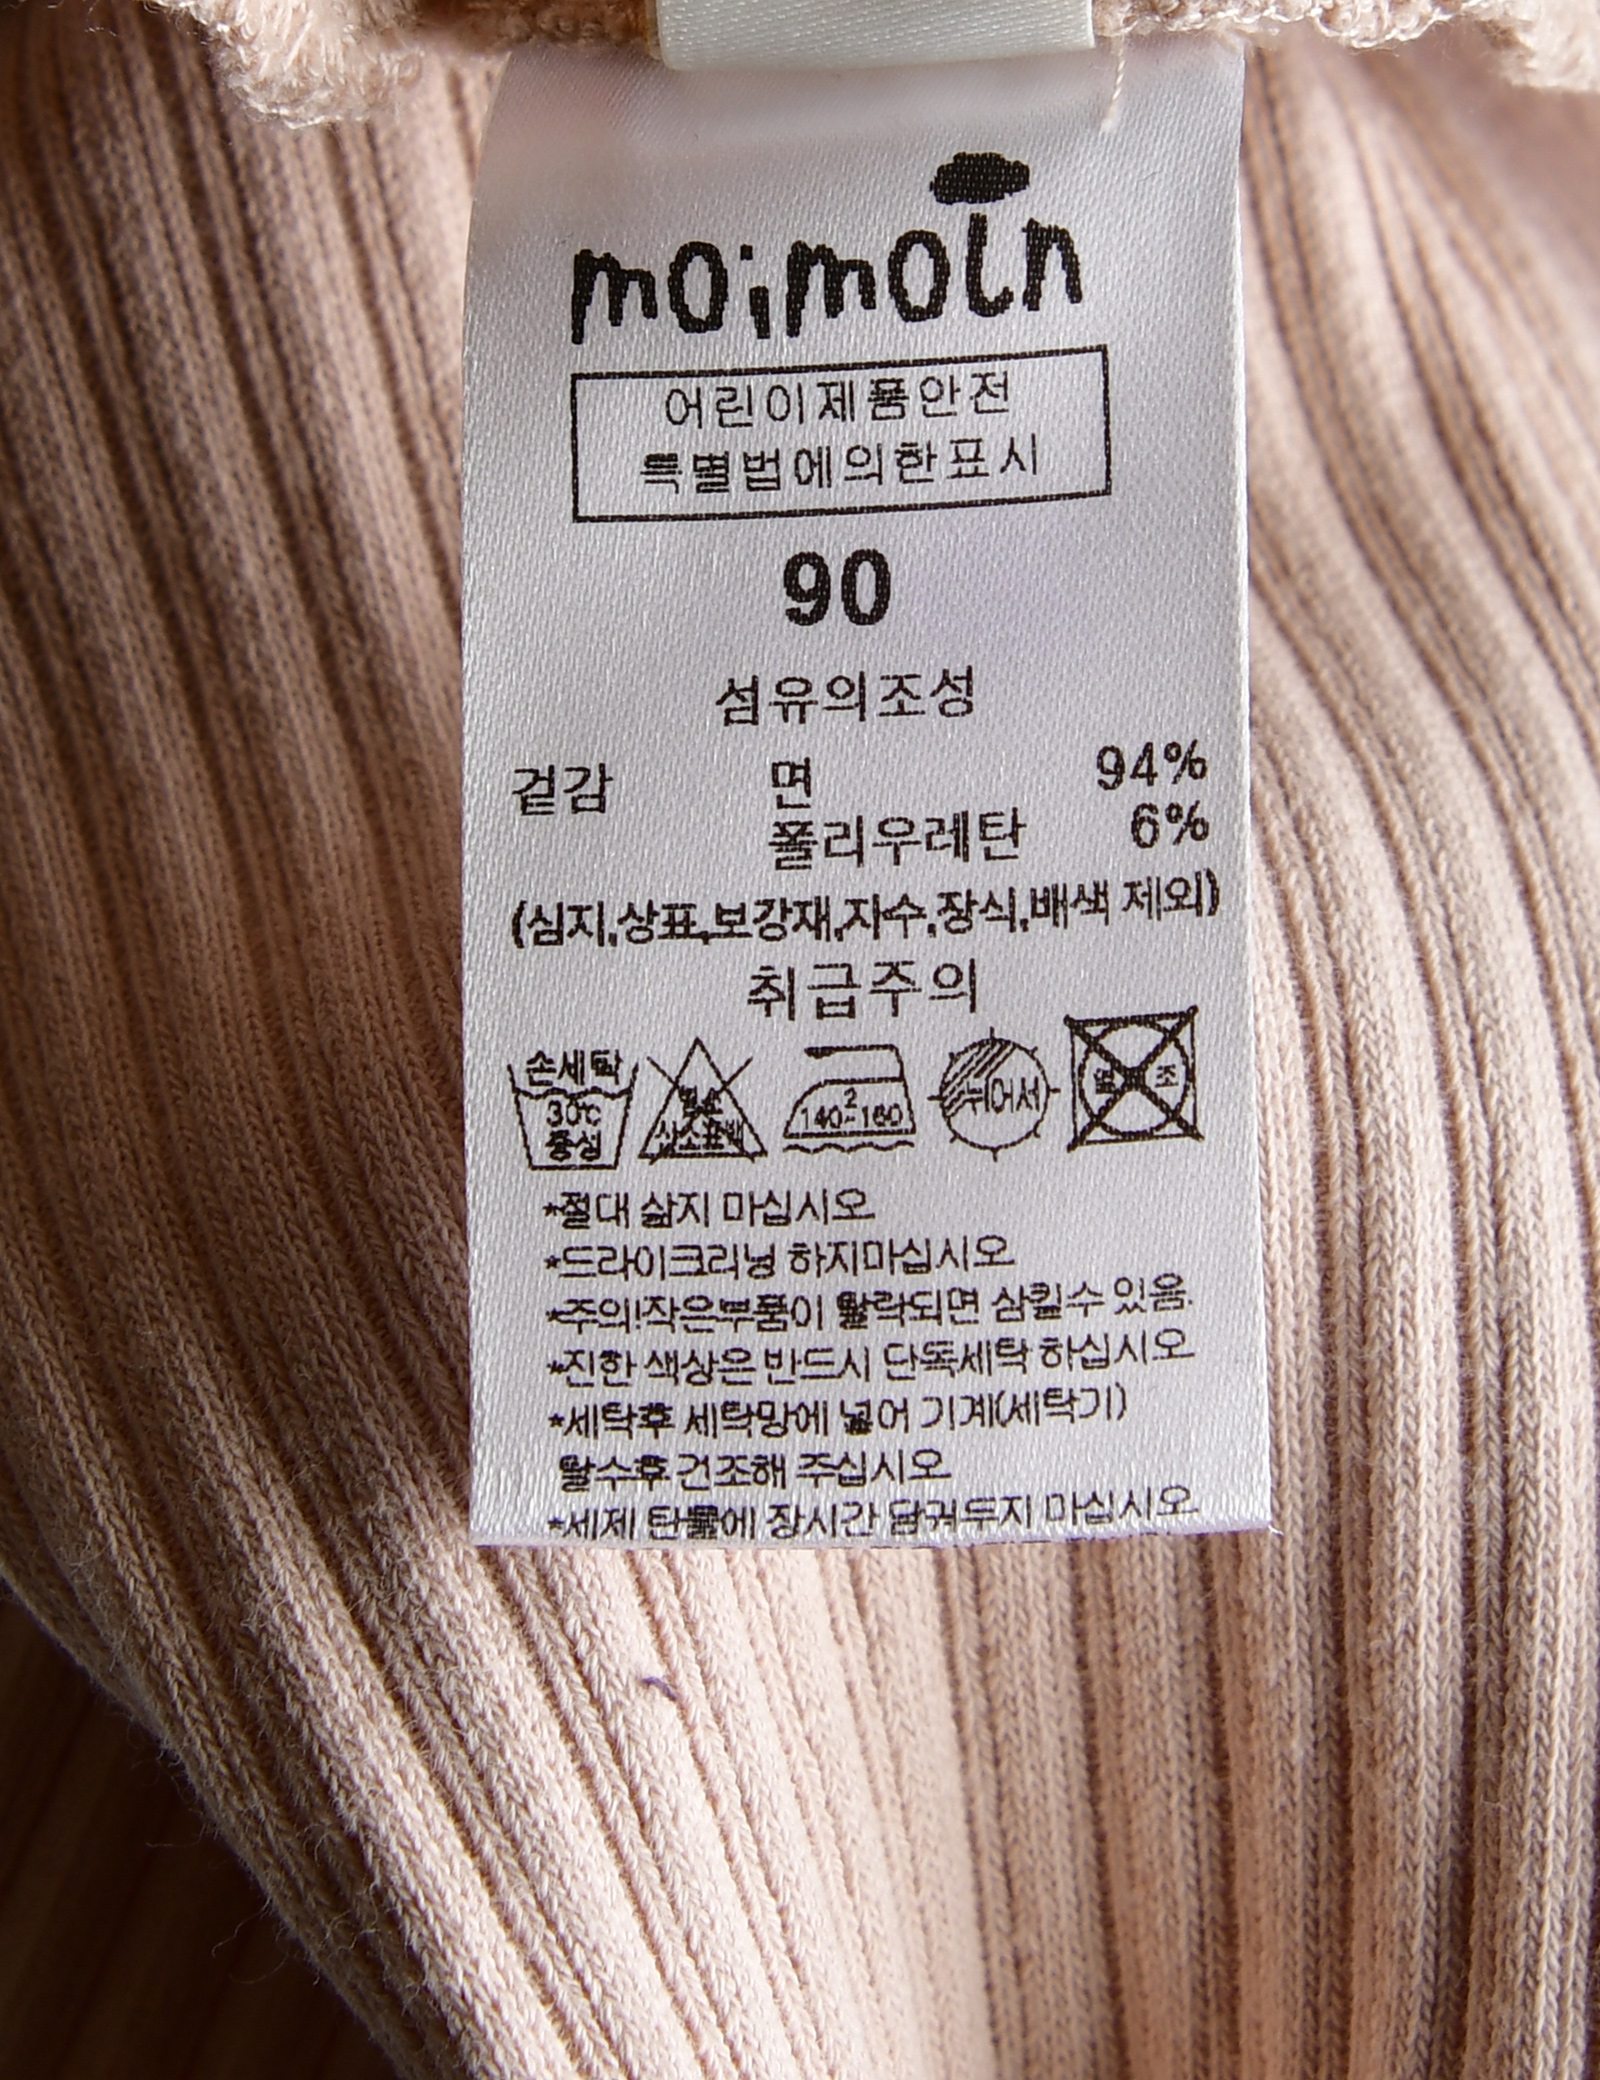 moimoln
어린이제품안전
특별법에의한표시
90
섬유의조성
겉감 면 94%
폴리우레탄 6%
(심지,상표,보강재,자수,장식,배색 제외)
취급주의
손세탁
30℃
중성
염소
산소표백
2
140~160
뉘어서
조
*절대 삶지 마십시오
*드라이크리닝 하지마십시오
*주의!작은부품이 탈락되면 삼킬수 있음.
*진한 색상은 반드시 단독세탁 하십시오
*세탁후 세탁망에 넣어 기계(세탁기)
탈수후 건조해 주십시오
*세제 탄물에 장시간 담궈두지 마십시오